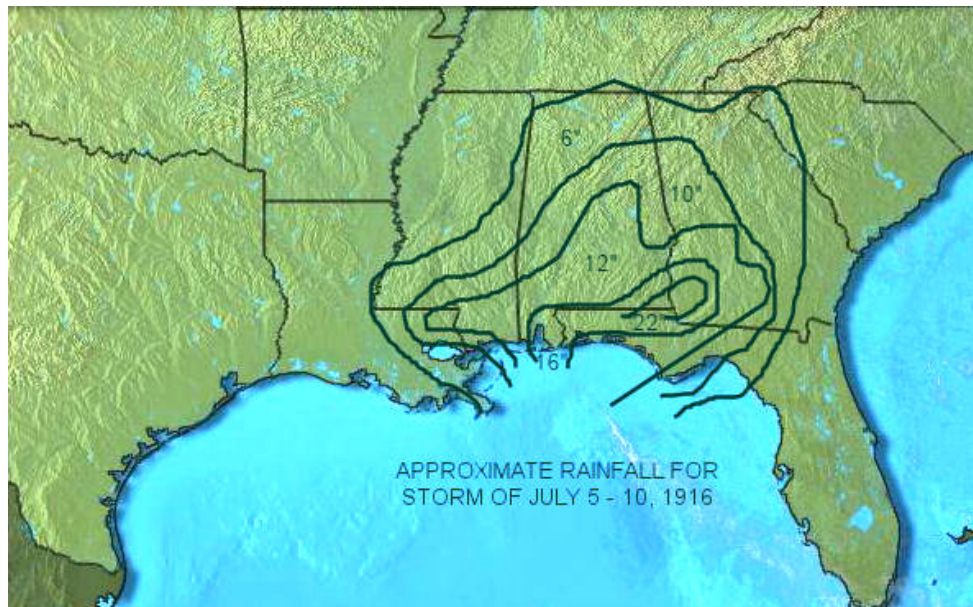 6"
10"
12"
22"
16
APPROXIMATE RAINFALL FOR
STORM OF JULY 5 - 10, 1916